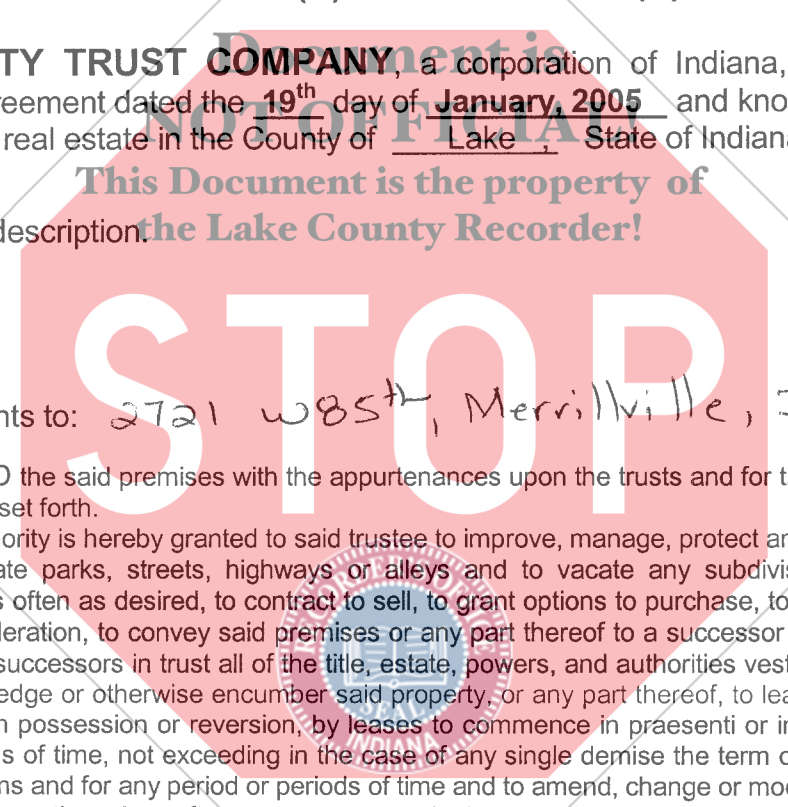 Document is
TY TRUST COMPANY, a corporation of Indiana,
reement dated the 19th day of January, 2005 and kno
NOT OFFICIAL!
real estate in the County of Lake , State of Indiana
This Document is the property of
the Lake County Recorder!
description.
STOP
nts to: 2721 W85th, Merrillville,
D the said premises with the appurtenances upon the trusts and for t
set forth.
ority is hereby granted to said trustee to improve, manage, protect an
ate parks, streets, highways or alleys and to vacate any subdivis
s often as desired, to contract to sell, to grant options to purchase, to
deration, to convey said premises or any part thereof to a successor
successors in trust all of the title, estate, powers, and authorities vest
edge or otherwise encumber said property, or any part thereof, to lea
n possession or reversion, by leases to commence in praesenti or in
s of time, not exceeding in the case of any single demise the term o
ns and for any period or periods of time and to amend, change or mod
SEAL
INDIANA